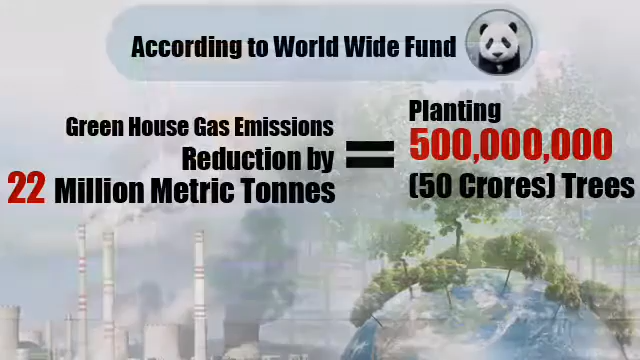 According to World Wide Fund
Green House Gas Emissions
Reduction by
22 Million Metric Tonnes
=
Planting
500,000,000
(50 Crores) Trees